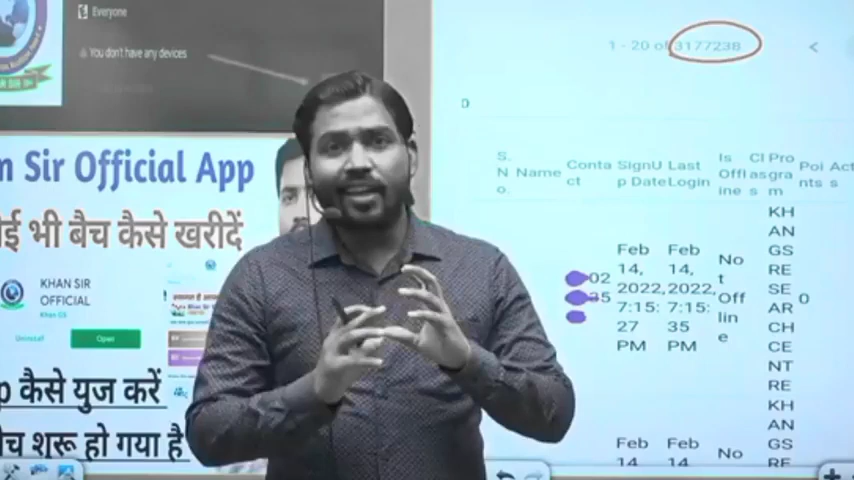 Everyone
You don't have any devices
Sir Official App
भी बैच कैसे खरीदें
KHAN SIR
OFFICIAL
Khan GS
Uninstall
Open
कैसे युज करें
शुरू हो गया है
1 - 20 of 3177238
<
0
S.
N
o.
Name
Conta
ct
SignU
p Date
Last
Login
Is
Offl
ine
Cl
as
s
Pro
gra
m
Poi
nts
Act
s
02
35
Feb
14,
2022,
7:15:
27
PM
Feb
14,
2022,
7:15:
35
PM
No
t
Off
lin
e
KH
AN
GS
RE
SE
AR
CH
CE
NT
RE
0
Feb
14
Feb
14
No
KH
AN
GS
RE